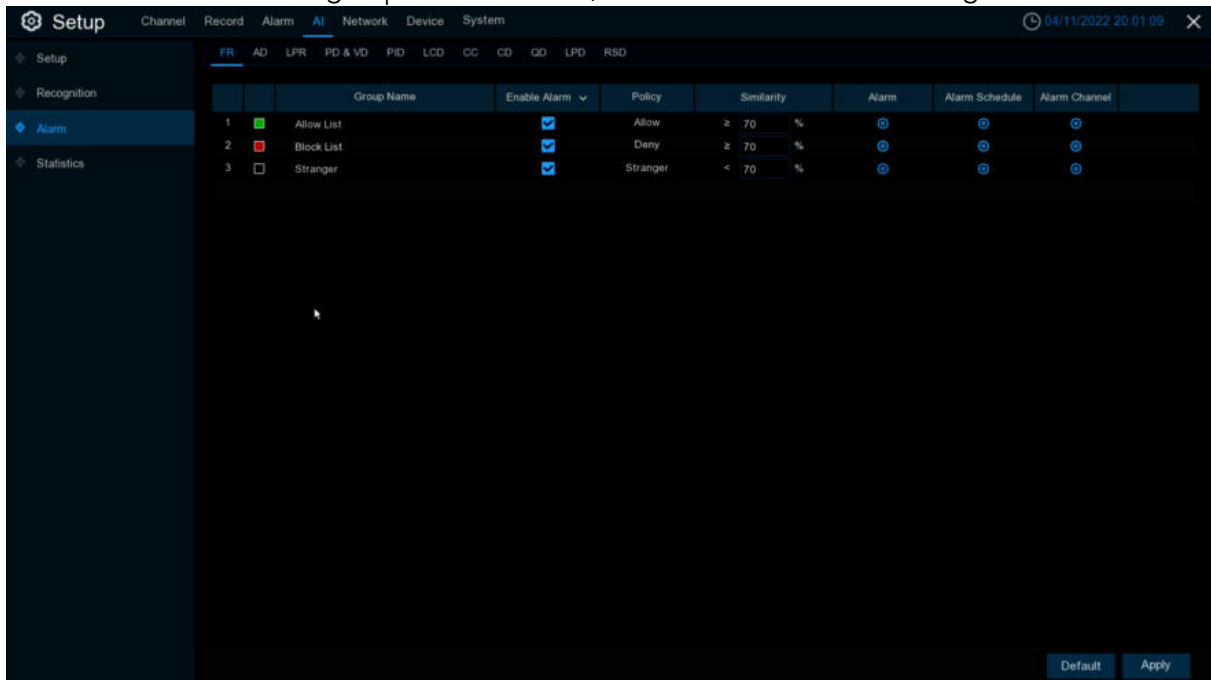 Setup Channel Record Alarm AI Network Device System 04/11/2022 20:01:09
FR AD LPR PD & VD PID LCD CC CD QD LPD RSD
Setup
Recognition
Alarm
Statistics
Group Name Enable Alarm Policy Similarity Alarm Alarm Schedule Alarm Channel
1 Allow List Allow ≥ 70 %
2 Block List Deny ≥ 70 %
3 Stranger Stranger < 70 %
Default Apply